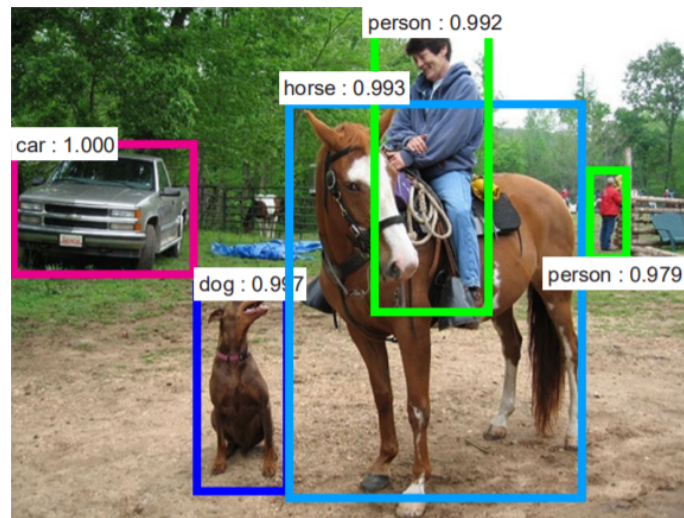 person : 0.992
horse : 0.993
car : 1.000
dog : 0.997
person : 0.979